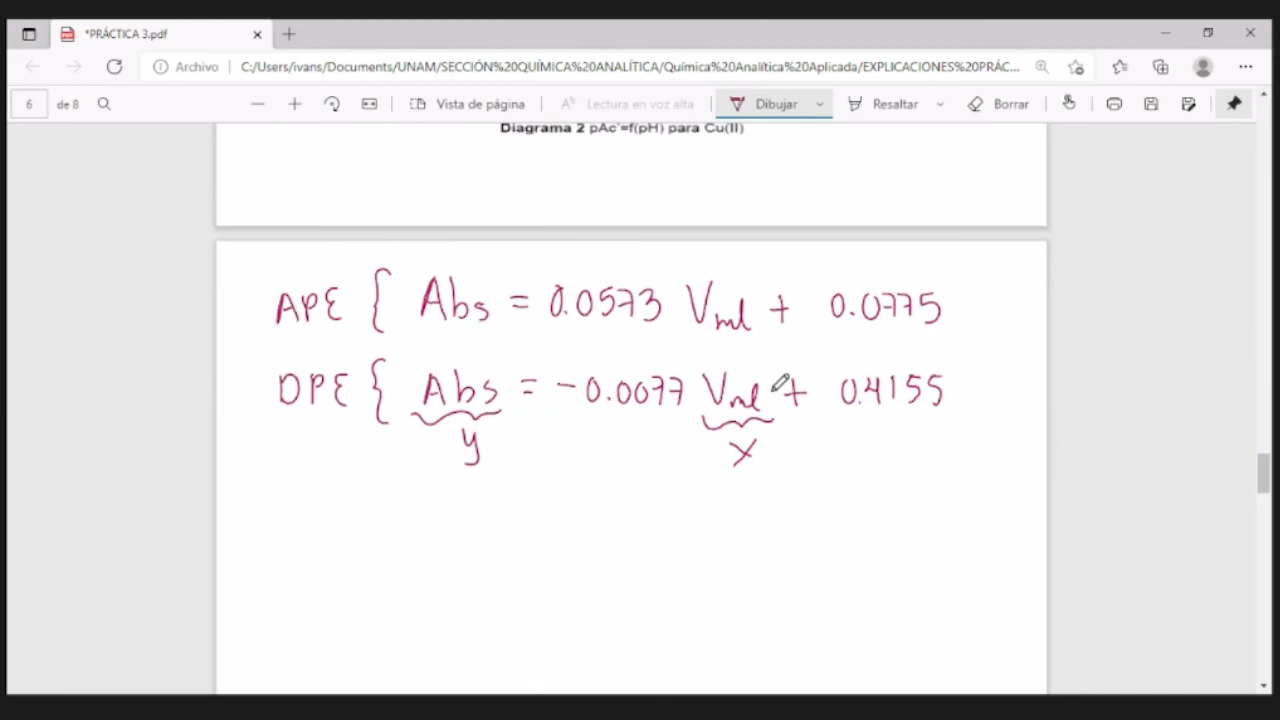 *PRÁCTICA 3.pdf
Archivo C:/Users/ivans/Documents/UNAM/SECCIÓN%20QUÍMICA%20ANALÍTICA/Química%20Analítica%20Aplicada/EXPLICACIONES%20PRÁC...
6 de 8 Vista de página Lectura en voz alta Dibujar Resaltar Borrar
Diagrama 2 pAc'=f(pH) para Cu(II)
APE { Abs = 0.0573 Vml + 0.0775
DPE { Abs = -0.0077 Vml + 0.4155
y x